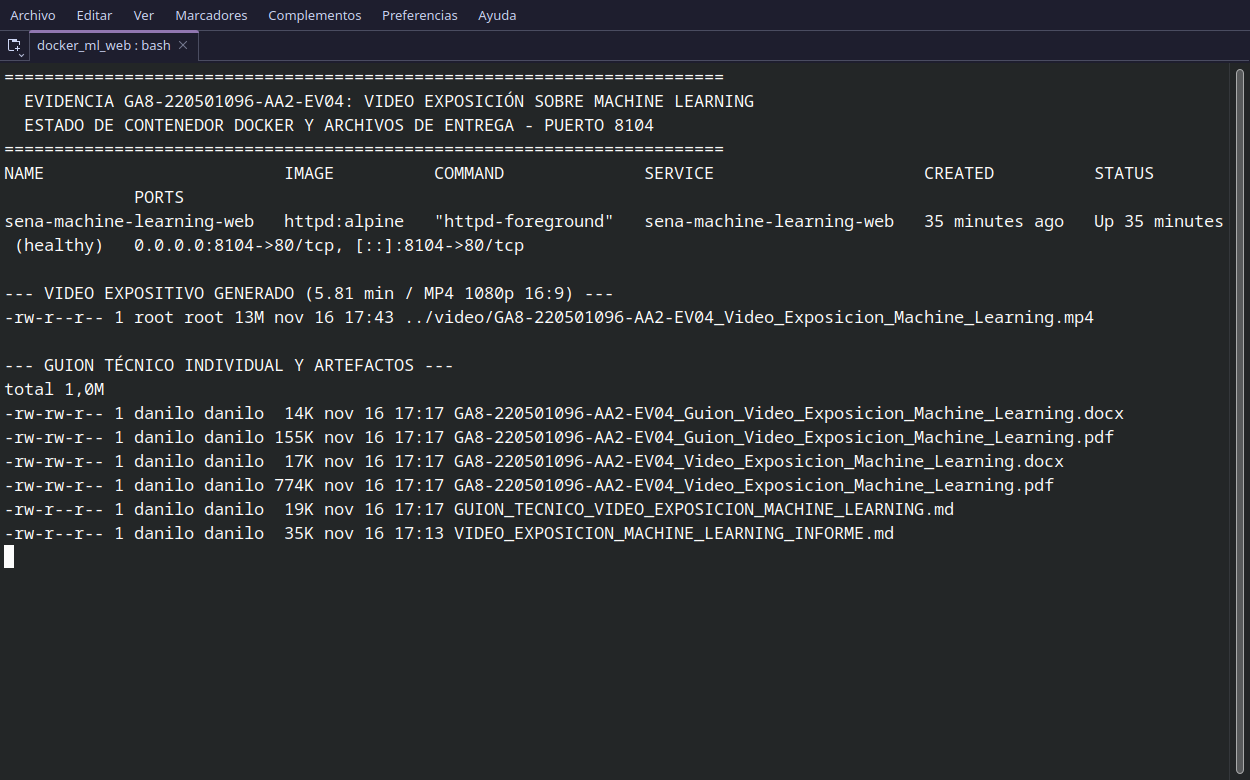 Archivo Editar Ver Marcadores Complementos Preferencias Ayuda
docker_ml_web : bash
========================================================================
  EVIDENCIA GA8-220501096-AA2-EV04: VIDEO EXPOSICIÓN SOBRE MACHINE LEARNING
  ESTADO DE CONTENEDOR DOCKER Y ARCHIVOS DE ENTREGA - PUERTO 8104
========================================================================
NAME                        IMAGE          COMMAND              SERVICE                     CREATED          STATUS
             PORTS
sena-machine-learning-web   httpd:alpine   "httpd-foreground"   sena-machine-learning-web   35 minutes ago   Up 35 minutes
 (healthy)   0.0.0.0:8104->80/tcp, [::]:8104->80/tcp
--- VIDEO EXPOSITIVO GENERADO (5.81 min / MP4 1080p 16:9) ---
-rw-r--r-- 1 root root 13M nov 16 17:43 ../video/GA8-220501096-AA2-EV04_Video_Exposicion_Machine_Learning.mp4
--- GUION TÉCNICO INDIVIDUAL Y ARTEFACTOS ---
total 1,0M
-rw-rw-r-- 1 danilo danilo  14K nov 16 17:17 GA8-220501096-AA2-EV04_Guion_Video_Exposicion_Machine_Learning.docx
-rw-rw-r-- 1 danilo danilo 155K nov 16 17:17 GA8-220501096-AA2-EV04_Guion_Video_Exposicion_Machine_Learning.pdf
-rw-rw-r-- 1 danilo danilo  17K nov 16 17:17 GA8-220501096-AA2-EV04_Video_Exposicion_Machine_Learning.docx
-rw-rw-r-- 1 danilo danilo 774K nov 16 17:17 GA8-220501096-AA2-EV04_Video_Exposicion_Machine_Learning.pdf
-rw-r--r-- 1 danilo danilo  19K nov 16 17:17 GUION_TECNICO_VIDEO_EXPOSICION_MACHINE_LEARNING.md
-rw-r--r-- 1 danilo danilo  35K nov 16 17:13 VIDEO_EXPOSICION_MACHINE_LEARNING_INFORME.md